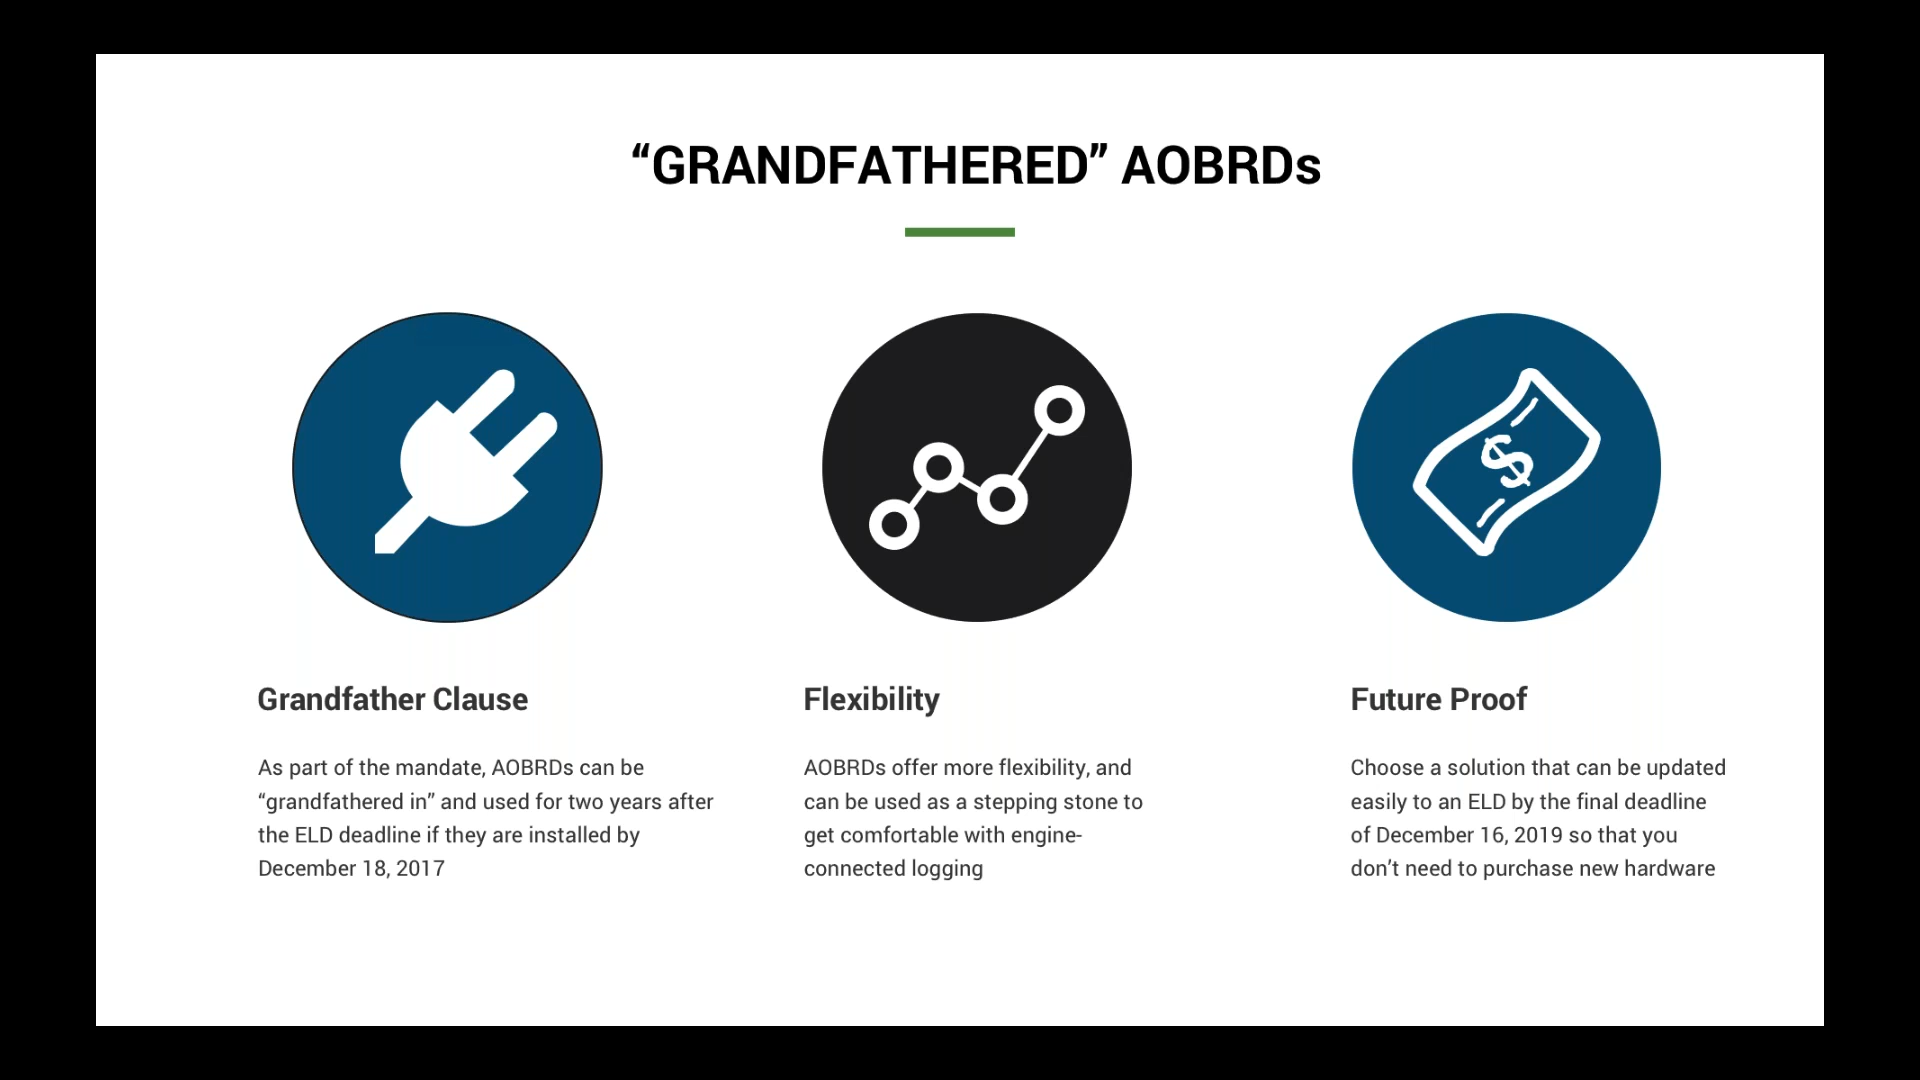 “GRANDFATHERED” AOBRDs
Grandfather Clause
As part of the mandate, AOBRDs can be
“grandfathered in” and used for two years after
the ELD deadline if they are installed by
December 18, 2017
Flexibility
AOBRDs offer more flexibility, and
can be used as a stepping stone to
get comfortable with engine-
connected logging
Future Proof
Choose a solution that can be updated
easily to an ELD by the final deadline
of December 16, 2019 so that you
don’t need to purchase new hardware
$